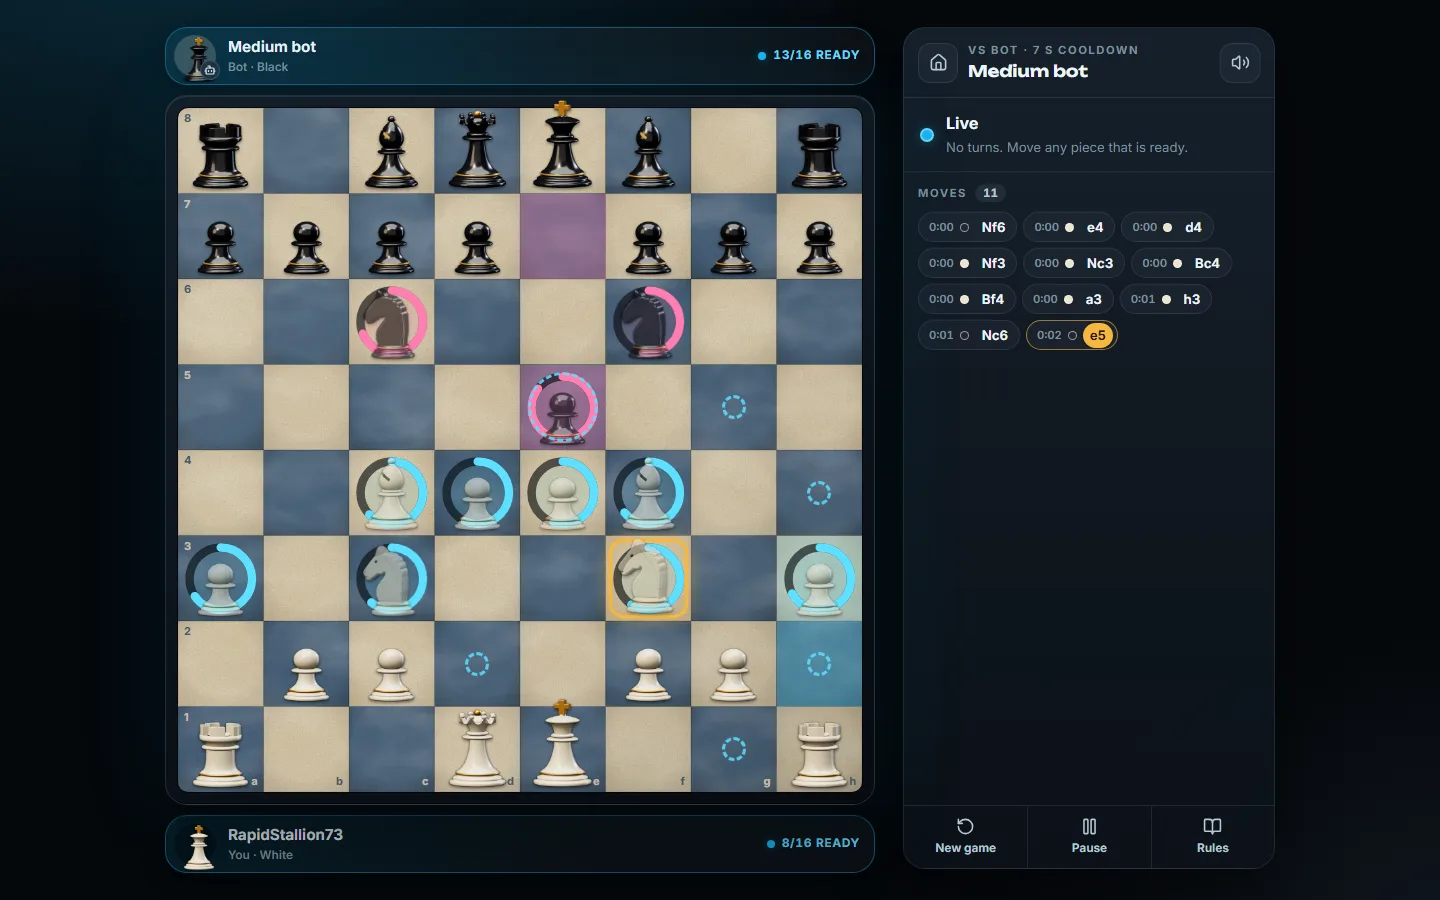 Medium bot
Bot · Black
13/16 READY
8
7
6
5
4
3
2
1
a
b
c
d
e
f
g
h
RapidStallion73
You · White
8/16 READY
VS BOT · 7 S COOLDOWN
Medium bot
Live
No turns. Move any piece that is ready.
MOVES 11
0:00 Nf6 0:00 e4 0:00 d4
0:00 Nf3 0:00 Nc3 0:00 Bc4
0:00 Bf4 0:00 a3 0:01 h3
0:01 Nc6 0:02 e5
New game
Pause
Rules